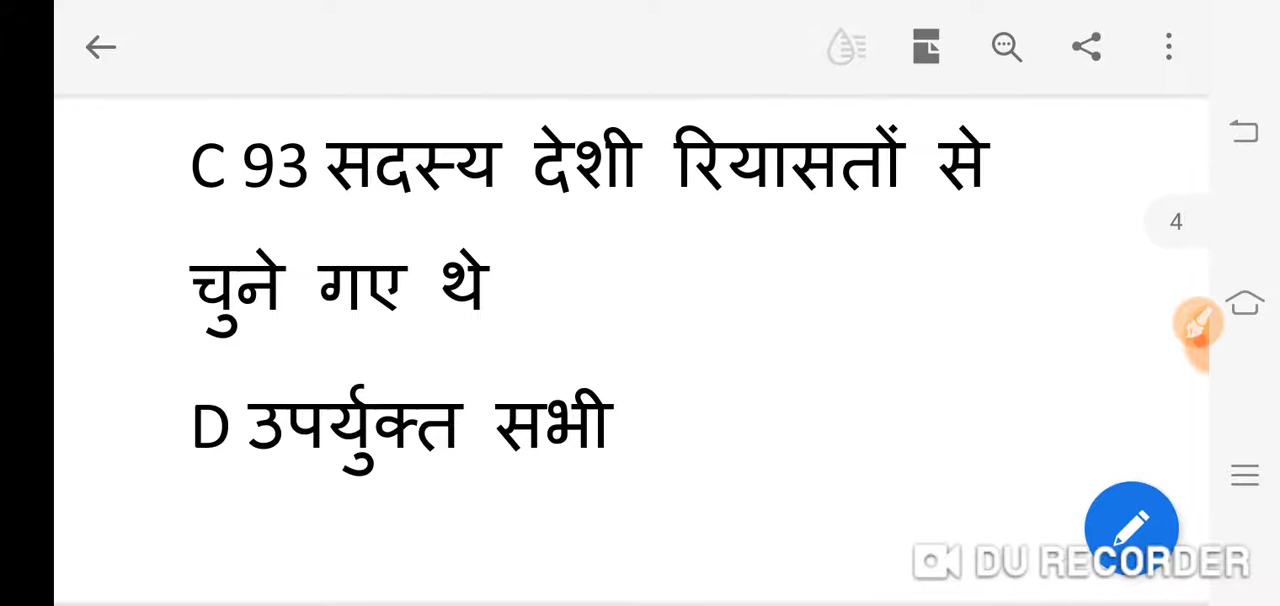 C 93 सदस्य देशी रियासतों से
4
चुने गए थे
D उपर्युक्त सभी
DU RECORDER